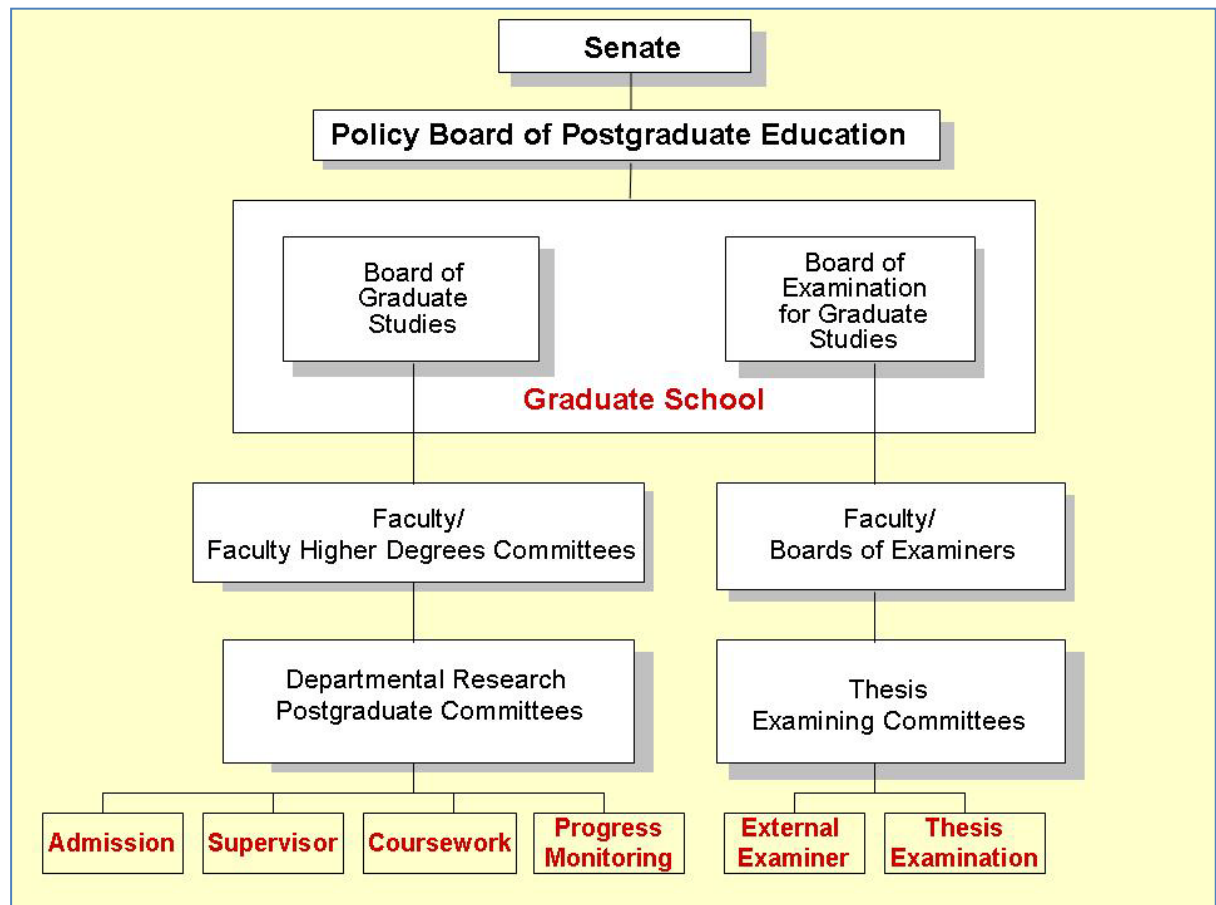 Senate
Policy Board of Postgraduate Education
Board of
Graduate
Studies
Board of
Examination
for Graduate
Studies
Graduate School
Faculty/
Faculty Higher Degrees Committees
Faculty/
Boards of Examiners
Departmental Research
Postgraduate Committees
Thesis
Examining Committees
Admission
Supervisor
Coursework
Progress
Monitoring
External
Examiner
Thesis
Examination